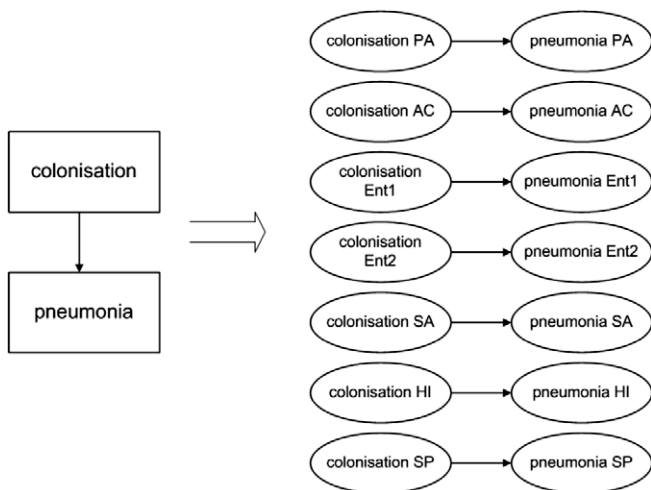 colonisation
pneumonia
colonisation PA
pneumonia PA
colonisation AC
pneumonia AC
colonisation
Ent1
pneumonia Ent1
colonisation
Ent2
pneumonia Ent2
colonisation SA
pneumonia SA
colonisation HI
pneumonia HI
colonisation SP
pneumonia SP